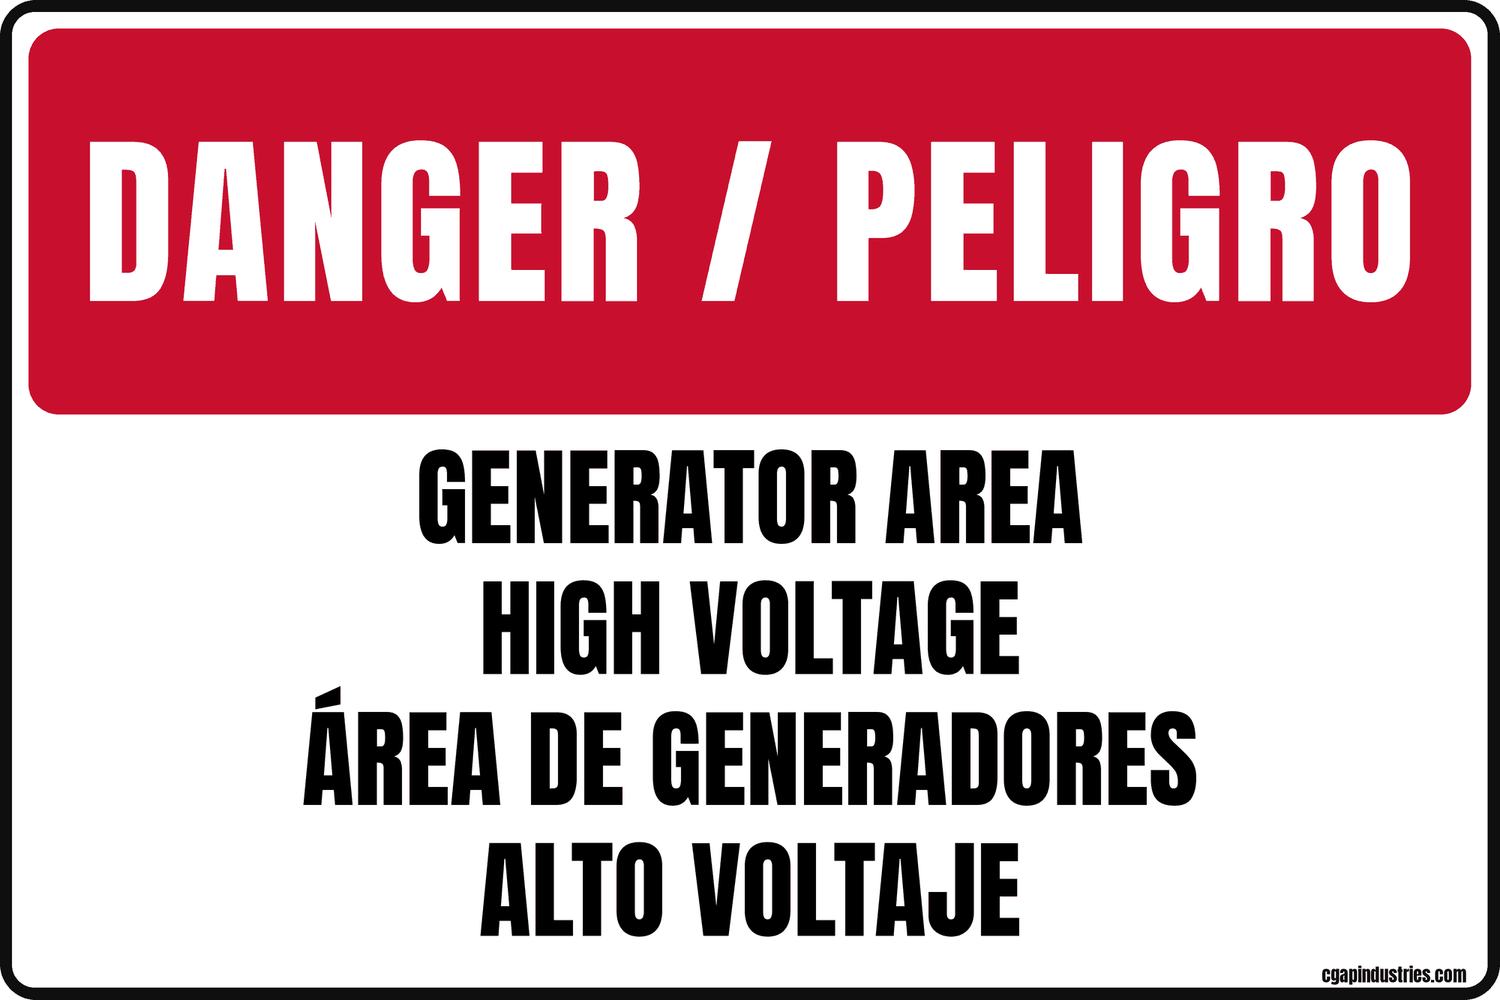 DANGER / PELIGRO
GENERATOR AREA
HIGH VOLTAGE
ÁREA DE GENERADORES
ALTO VOLTAJE
cgapindustries.com